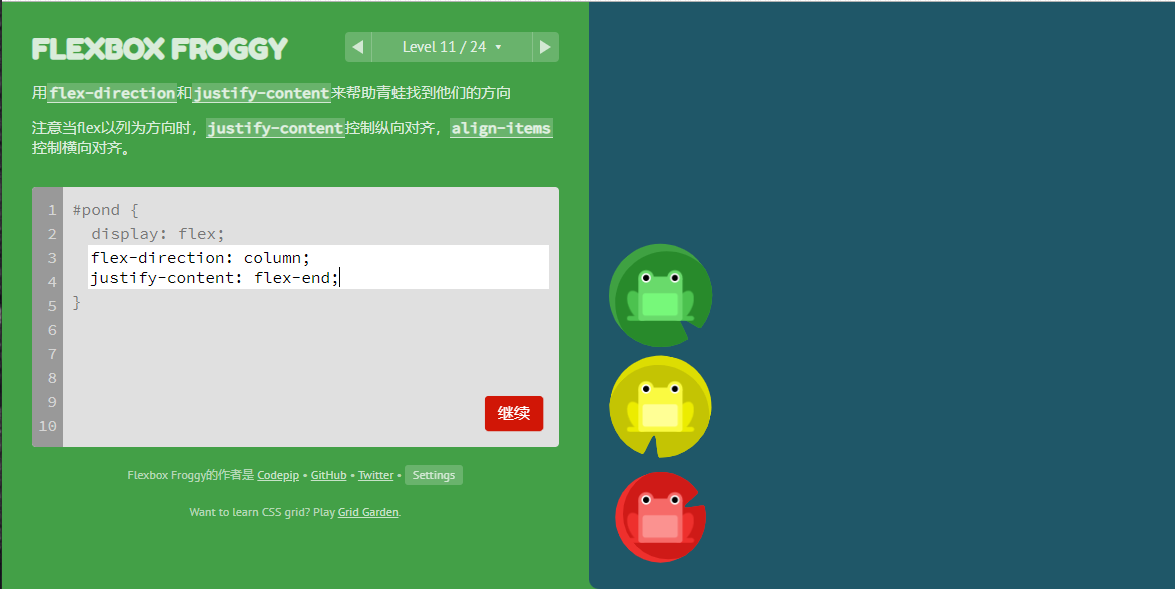 FLEXBOX FROGGY
◀ Level 11 / 24 ▾ ▶
用flex-direction和justify-content来帮助青蛙找到他们的方向
注意当flex以列为方向时，justify-content控制纵向对齐，align-items
控制横向对齐。
1 #pond {
2 display: flex;
3 flex-direction: column;
4 justify-content: flex-end;
5 }
6
7
8
9
10
继续
Flexbox Froggy的作者是 Codepip • GitHub • Twitter • Settings
Want to learn CSS grid? Play Grid Garden.